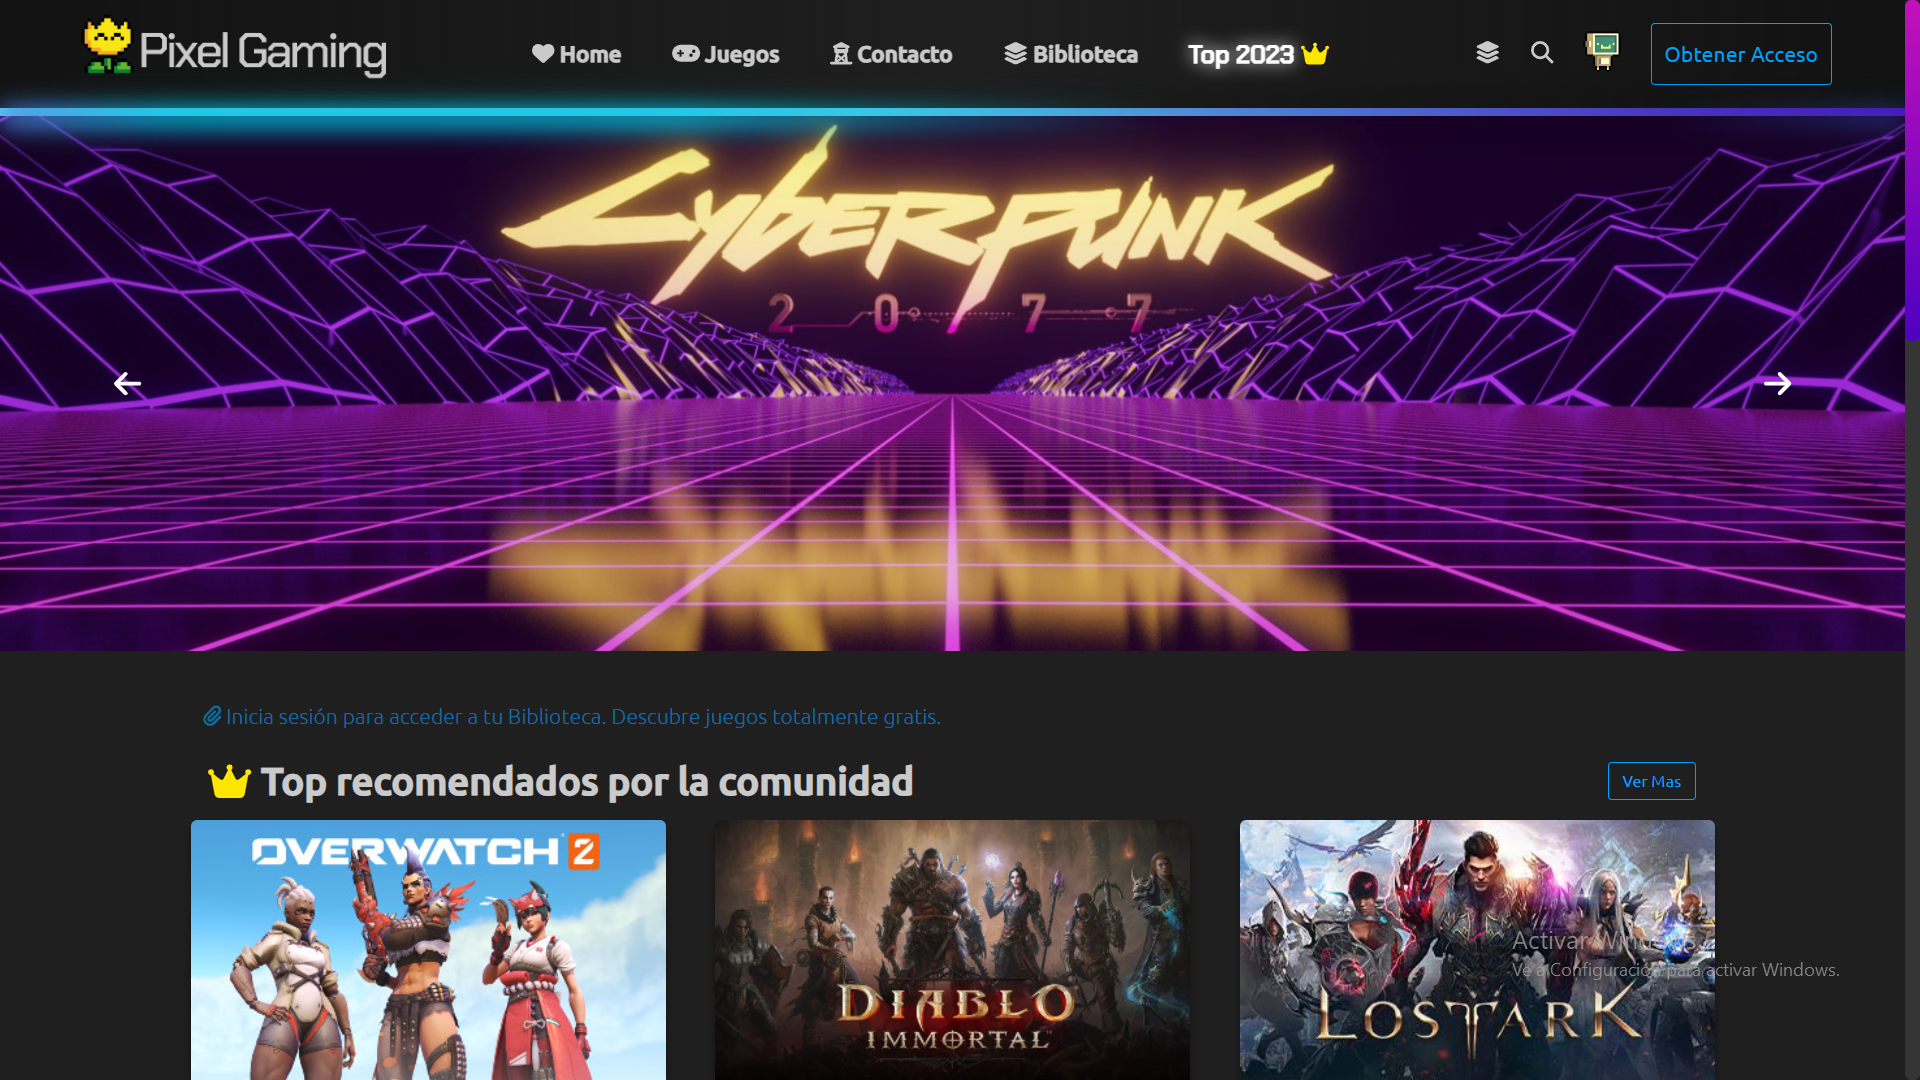 Pixel Gaming
Home
Juegos
Contacto
Biblioteca
Top 2023
Obtener Acceso
CYBERPUNK
2077
Inicia sesión para acceder a tu Biblioteca. Descubre juegos totalmente gratis.
Top recomendados por la comunidad
Ver Mas
OVERWATCH 2
DIABLO
IMMORTAL
LOST ARK
Activar Windows
Ve a Configuración para activar Windows.